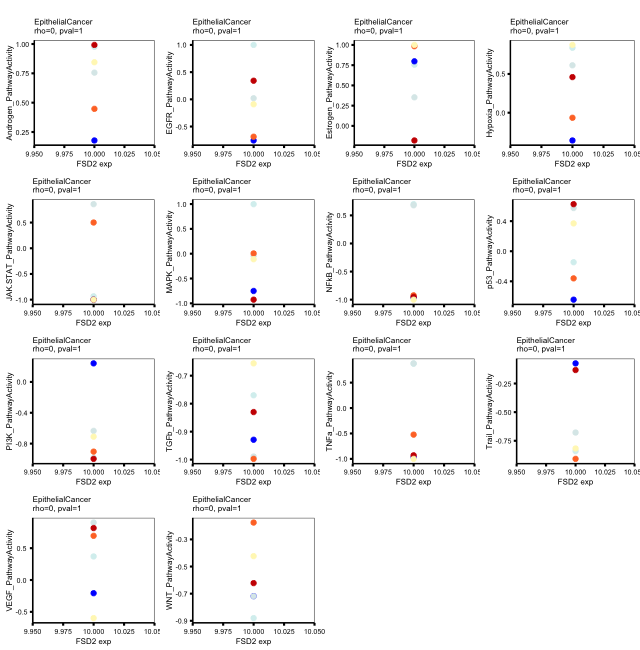 EpithelialCancer
rho=0, pval=1
Androgen_PathwayActivity
1.00
0.75
0.50
0.25
9.950 9.975 10.000 10.025 10.05
FSD2 exp
EpithelialCancer
rho=0, pval=1
EGFR_PathwayActivity
1.0
0.5
0.0
-0.5
9.950 9.975 10.000 10.025 10.05
FSD2 exp
EpithelialCancer
rho=0, pval=1
Estrogen_PathwayActivity
1.00
0.75
0.50
0.25
0.00
9.950 9.975 10.000 10.025 10.05
FSD2 exp
EpithelialCancer
rho=0, pval=1
Hypoxia_PathwayActivity
0.5
0.0
9.950 9.975 10.000 10.025 10.05
FSD2 exp
EpithelialCancer
rho=0, pval=1
JAK.STAT_PathwayActivity
0.5
0.0
-0.5
-1.0
9.950 9.975 10.000 10.025 10.05
FSD2 exp
EpithelialCancer
rho=0, pval=1
MAPK_PathwayActivity
1.0
0.5
0.0
-0.5
-1.0
9.950 9.975 10.000 10.025 10.05
FSD2 exp
EpithelialCancer
rho=0, pval=1
NFkB_PathwayActivity
0.5
0.0
-0.5
-1.0
9.950 9.975 10.000 10.025 10.05
FSD2 exp
EpithelialCancer
rho=0, pval=1
p53_PathwayActivity
0.4
0.0
-0.4
9.950 9.975 10.000 10.025 10.05
FSD2 exp
EpithelialCancer
rho=0, pval=1
PI3K_PathwayActivity
0.0
-0.4
-0.8
9.950 9.975 10.000 10.025 10.05
FSD2 exp
EpithelialCancer
rho=0, pval=1
TGFb_PathwayActivity
-0.7
-0.8
-0.9
-1.0
9.950 9.975 10.000 10.025 10.05
FSD2 exp
EpithelialCancer
rho=0, pval=1
TNFa_PathwayActivity
0.5
0.0
-0.5
-1.0
9.950 9.975 10.000 10.025 10.05
FSD2 exp
EpithelialCancer
rho=0, pval=1
Trail_PathwayActivity
-0.25
-0.50
-0.75
9.950 9.975 10.000 10.025 10.05
FSD2 exp
EpithelialCancer
rho=0, pval=1
VEGF_PathwayActivity
0.5
0.0
-0.5
9.950 9.975 10.000 10.025 10.05
FSD2 exp
EpithelialCancer
rho=0, pval=1
WNT_PathwayActivity
-0.3
-0.5
-0.7
-0.9
9.950 9.975 10.000 10.025 10.050
FSD2 exp